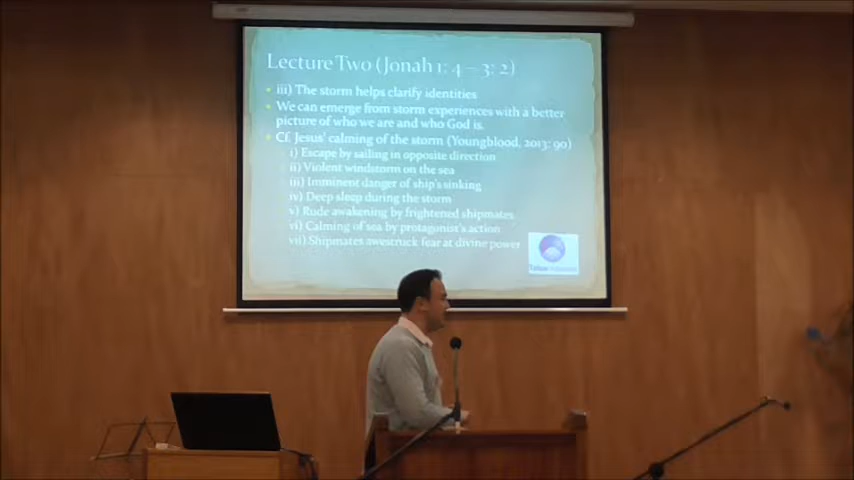 Lecture Two (Jonah 1: 4 – 3: 2)
iii) The storm helps clarify identities
We can emerge from storm experiences with a better
picture of who we are and who God is.
Cf. Jesus' calming of the storm (Youngblood, 2013: 90)
i) Escape by sailing in opposite direction
ii) Violent windstorm on the sea
iii) Imminent danger of ship's sinking
iv) Deep sleep during the storm
v) Rude awakening by frightened shipmates
vi) Calming of sea by protagonist's action
vii) Shipmates awestruck fear at divine power